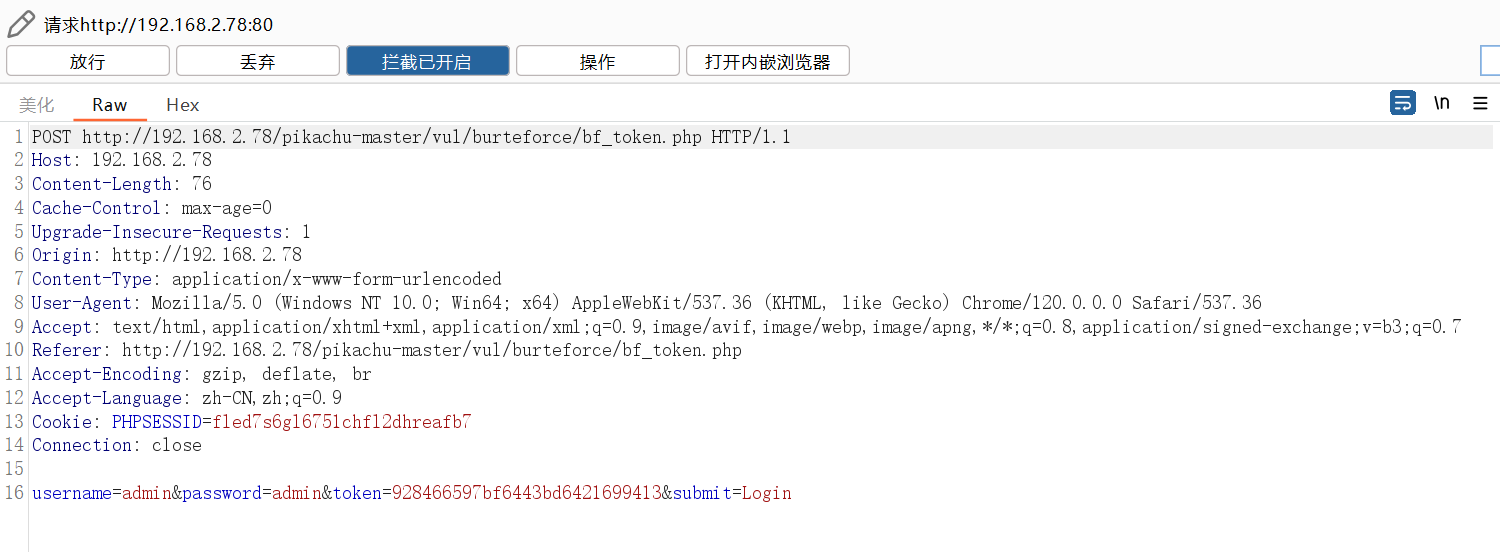 请求http://192.168.2.78:80
放行 丢弃 拦截已开启 操作 打开内嵌浏览器
美化 Raw Hex \n
1 POST http://192.168.2.78/pikachu-master/vul/burteforce/bf_token.php HTTP/1.1
2 Host: 192.168.2.78
3 Content-Length: 76
4 Cache-Control: max-age=0
5 Upgrade-Insecure-Requests: 1
6 Origin: http://192.168.2.78
7 Content-Type: application/x-www-form-urlencoded
8 User-Agent: Mozilla/5.0 (Windows NT 10.0; Win64; x64) AppleWebKit/537.36 (KHTML, like Gecko) Chrome/120.0.0.0 Safari/537.36
9 Accept: text/html,application/xhtml+xml,application/xml;q=0.9,image/avif,image/webp,image/apng,*/*;q=0.8,application/signed-exchange;v=b3;q=0.7
10 Referer: http://192.168.2.78/pikachu-master/vul/burteforce/bf_token.php
11 Accept-Encoding: gzip, deflate, br
12 Accept-Language: zh-CN,zh;q=0.9
13 Cookie: PHPSESSID=fled7s6gl6751chfl2dhreafb7
14 Connection: close
15
16 username=admin&password=admin&token=928466597bf6443bd6421699413&submit=Login